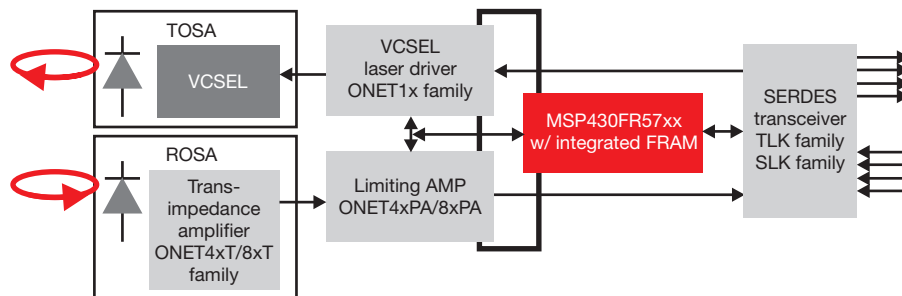 TOSA
VCSEL
VCSEL
laser driver
ONET1x family
MSP430FR57xx
w/ integrated FRAM
SERDES
transceiver
TLK family
SLK family
ROSA
Trans-
impedance
amplifier
ONET4xT/8xT
family
Limiting AMP
ONET4xPA/8xPA